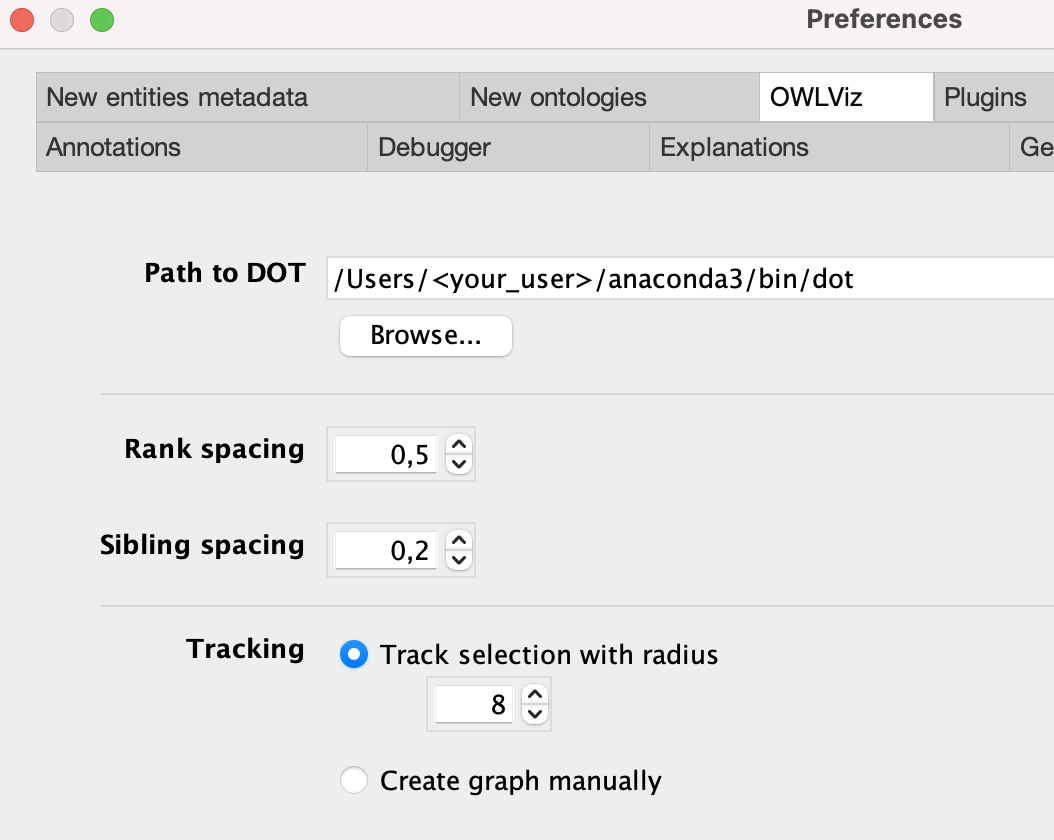 Preferences
New entities metadata New ontologies OWLViz Plugins
Annotations Debugger Explanations Ge
Path to DOT /Users/<your_user>/anaconda3/bin/dot
Browse...
Rank spacing 0,5
Sibling spacing 0,2
Tracking Track selection with radius
8
Create graph manually